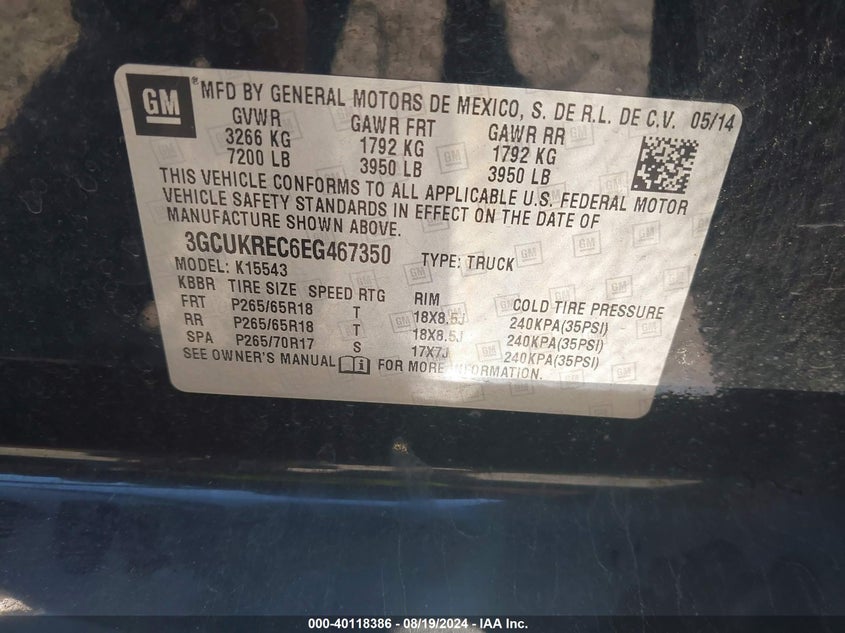 GM ® MFD BY GENERAL MOTORS DE MEXICO, S. DE R.L. DE C.V. 05/14
GVWR GAWR FRT GAWR RR
3266 KG 1792 KG 1792 KG
7200 LB 3950 LB 3950 LB
THIS VEHICLE CONFORMS TO ALL APPLICABLE U.S. FEDERAL MOTOR
VEHICLE SAFETY STANDARDS IN EFFECT ON THE DATE OF
MANUFACTURE SHOWN ABOVE.
3GCUKREC6EG467350 TYPE: TRUCK
MODEL: K15543
KBBR TIRE SIZE SPEED RTG RIM COLD TIRE PRESSURE
FRT P265/65R18 T 18X8.5J 240KPA(35PSI)
RR P265/65R18 T 18X8.5J 240KPA(35PSI)
SPA P265/70R17 S 17X7J 240KPA(35PSI)
SEE OWNER'S MANUAL FOR MORE INFORMATION.
000-40118386 - 08/19/2024 - IAA Inc.